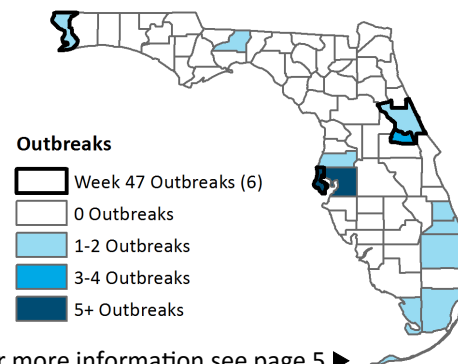 Outbreaks
Week 47 Outbreaks (6)
0 Outbreaks
1-2 Outbreaks
3-4 Outbreaks
5+ Outbreaks
r more information see page 5 ▶